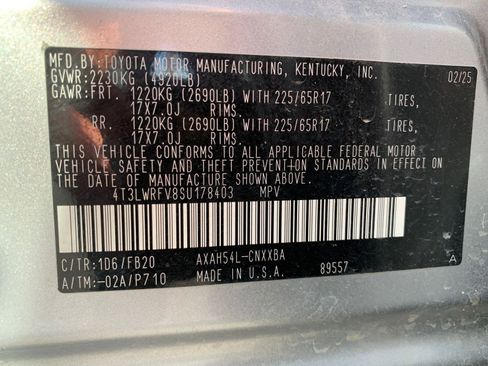 MFD.BY:TOYOTA MOTOR MANUFACTURING, KENTUCKY, INC. 02/25
GVWR:2230KG (4920LB)
GAWR:FRT. 1220KG (2690LB) WITH 225/65R17 TIRES,
17X7.0J RIMS.
RR. 1220KG (2690LB) WITH 225/65R17 TIRES,
17X7.0J RIMS.
THIS VEHICLE CONFORMS TO ALL APPLICABLE FEDERAL MOTOR
VEHICLE SAFETY AND THEFT PREVENTION STANDARDS IN EFFECT
ON THE DATE OF MANUFACTURE SHOWN ABOVE.
4T3LWRFV8SU178403 MPV
C/TR:1D6/FB20 AXAH54L-CNXXBA A
A/TM:-02A/P710 MADE IN U.S.A. 89557